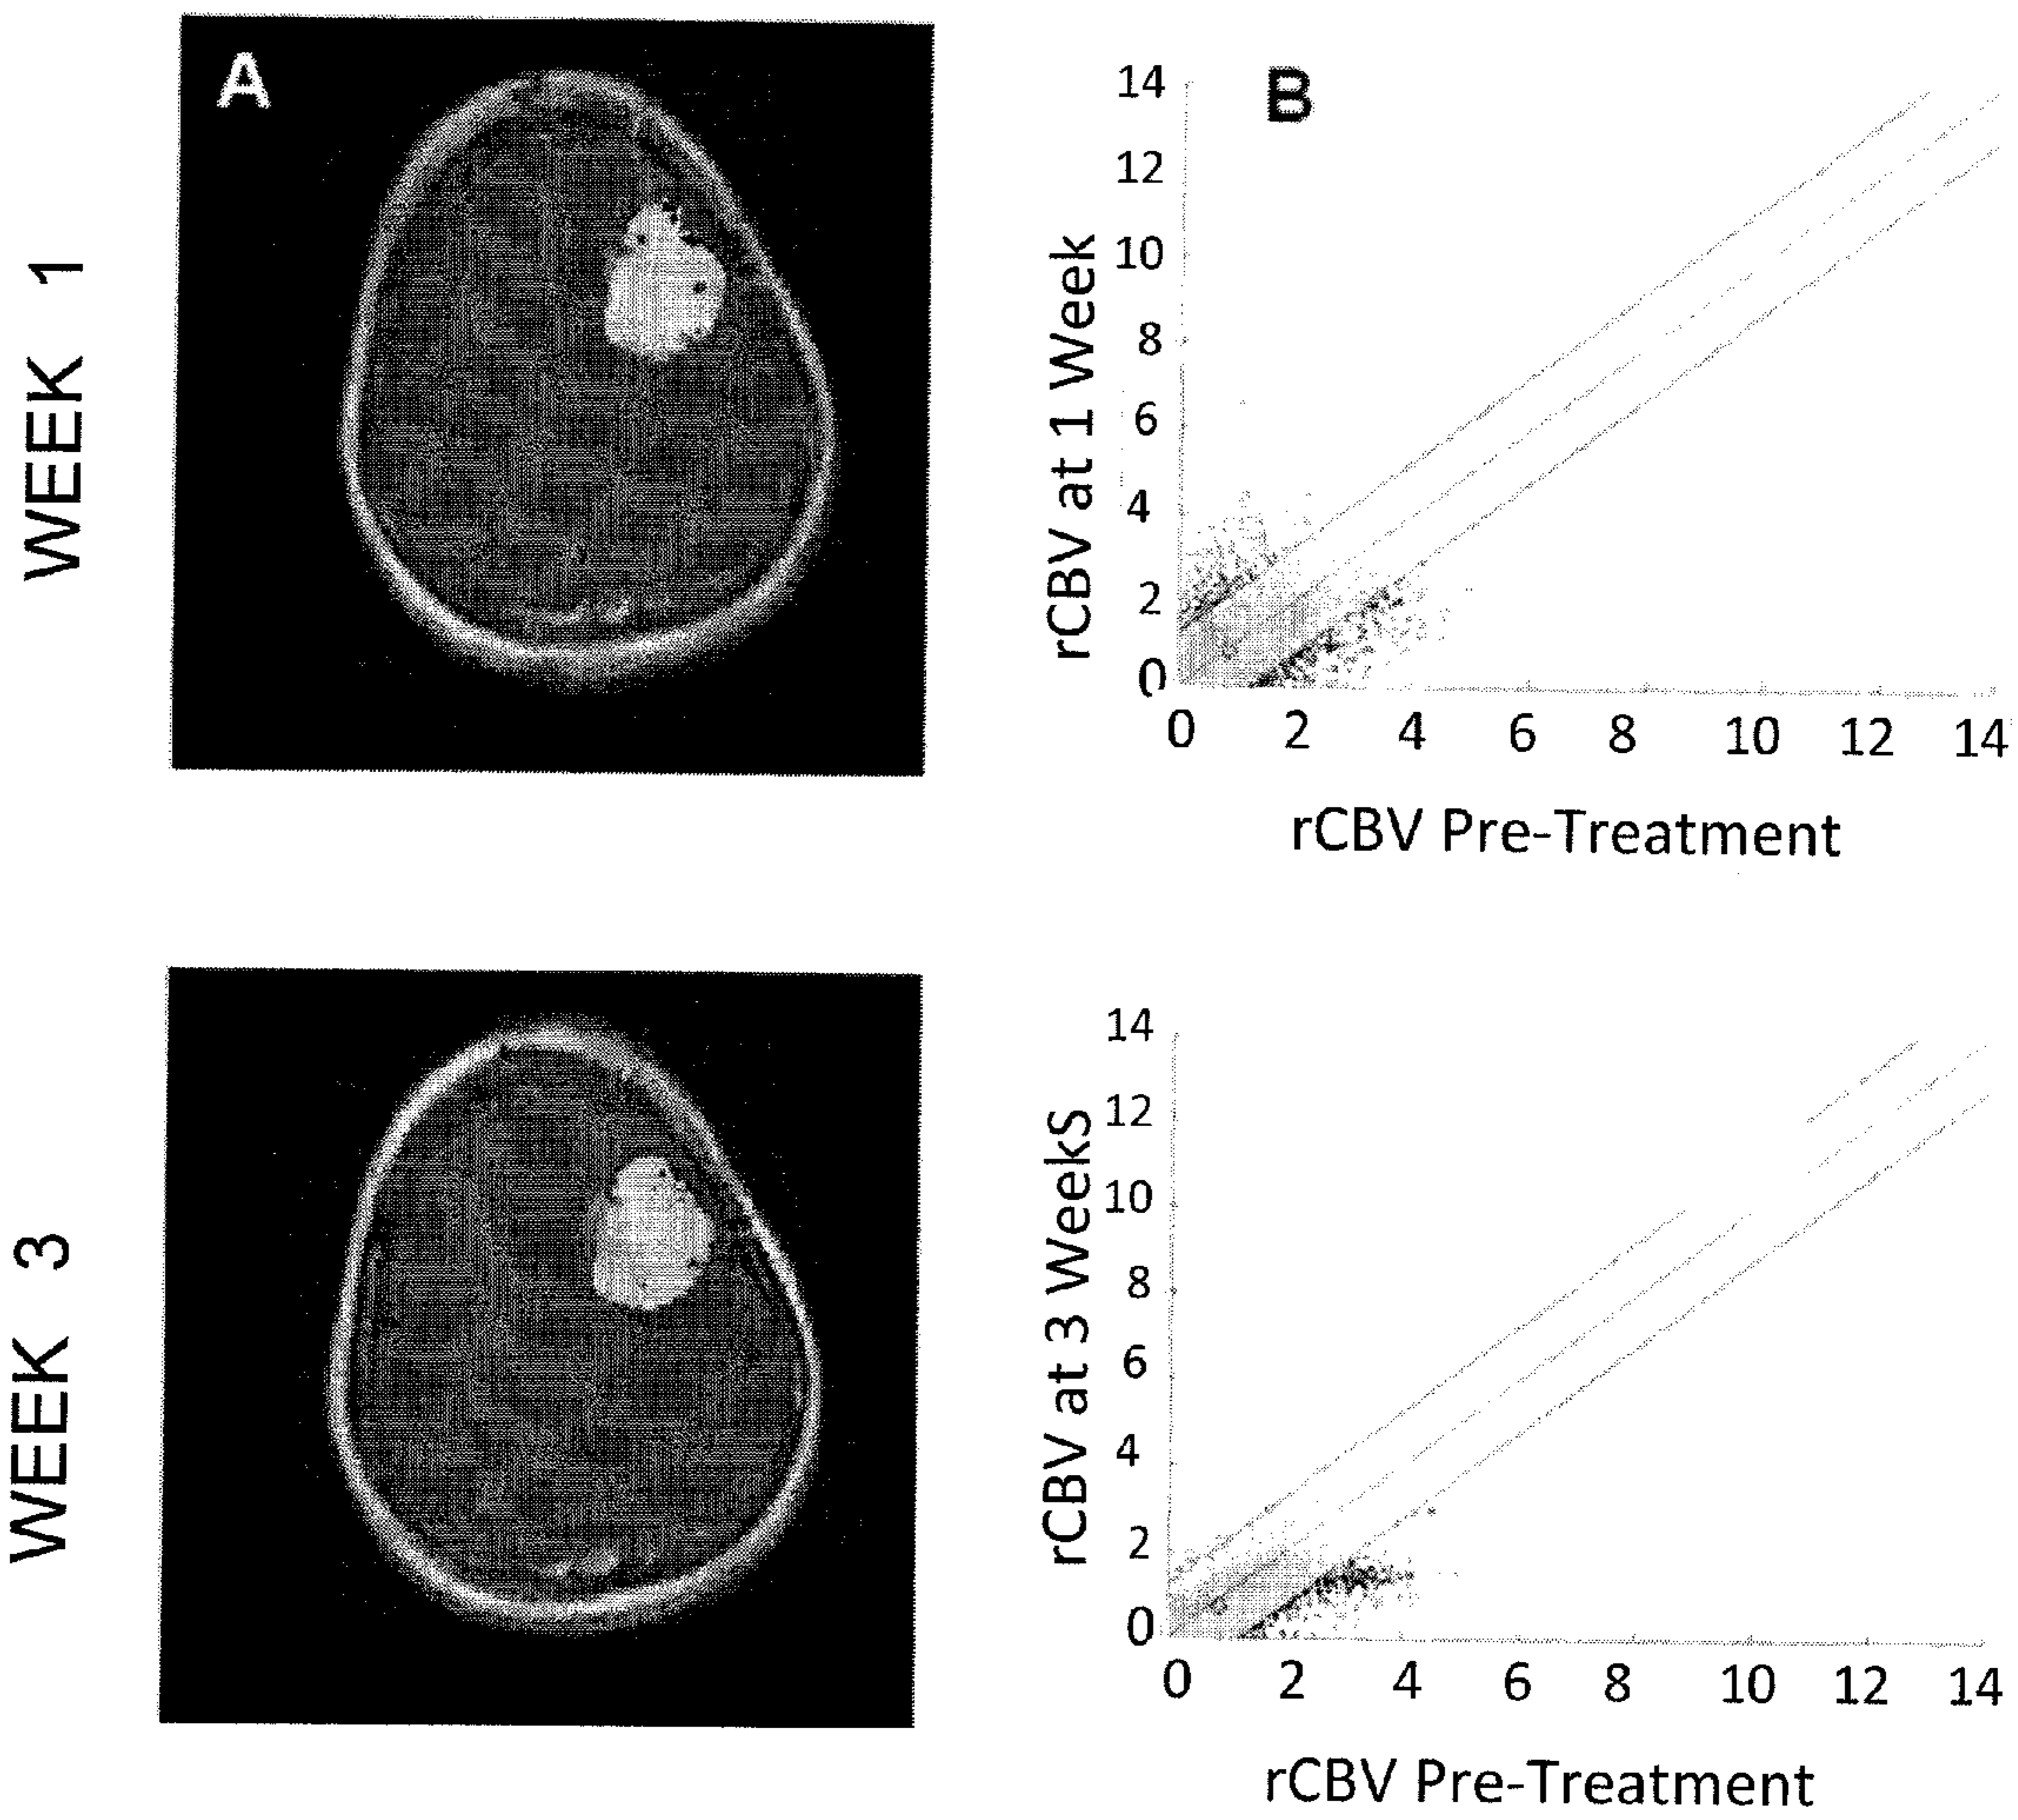 WEEK 1
A
B
rCBV at 1 Week
14
12
10
8
6
4
2
0
0 2 4 6 8 10 12 14
rCBV Pre-Treatment
WEEK 3
rCBV at 3 WeekS
14
12
10
8
6
4
2
0
0 2 4 6 8 10 12 14
rCBV Pre-Treatment